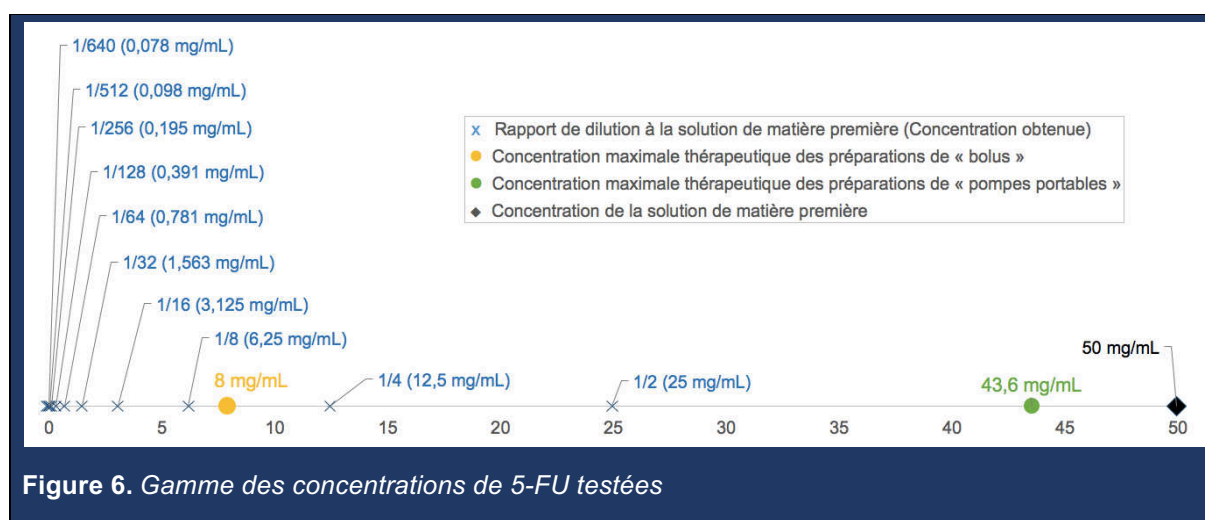 1/640 (0,078 mg/mL)
1/512 (0,098 mg/mL)
1/256 (0,195 mg/mL)
1/128 (0,391 mg/mL)
1/64 (0,781 mg/mL)
1/32 (1,563 mg/mL)
1/16 (3,125 mg/mL)
1/8 (6,25 mg/mL)
8 mg/mL
1/4 (12,5 mg/mL)
1/2 (25 mg/mL)
43,6 mg/mL
50 mg/mL
x Rapport de dilution à la solution de matière première (Concentration obtenue)
Concentration maximale thérapeutique des préparations de « bolus »
Concentration maximale thérapeutique des préparations de « pompes portables »
Concentration de la solution de matière première
0 5 10 15 20 25 30 35 40 45 50
Figure 6. Gamme des concentrations de 5-FU testées